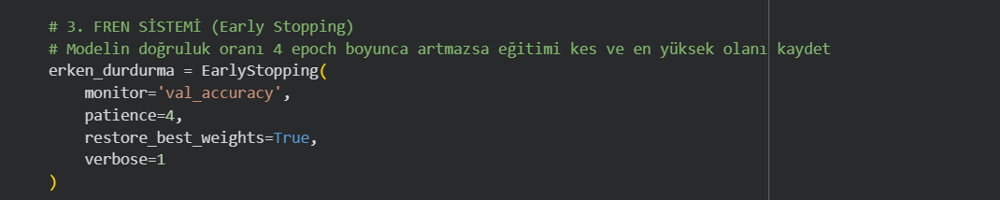 # 3. FREN SİSTEMİ (Early Stopping)
# Modelin doğruluk oranı 4 epoch boyunca artmazsa eğitimi kes ve en yüksek olanı kaydet
erken_durdurma = EarlyStopping(
    monitor='val_accuracy',
    patience=4,
    restore_best_weights=True,
    verbose=1
)